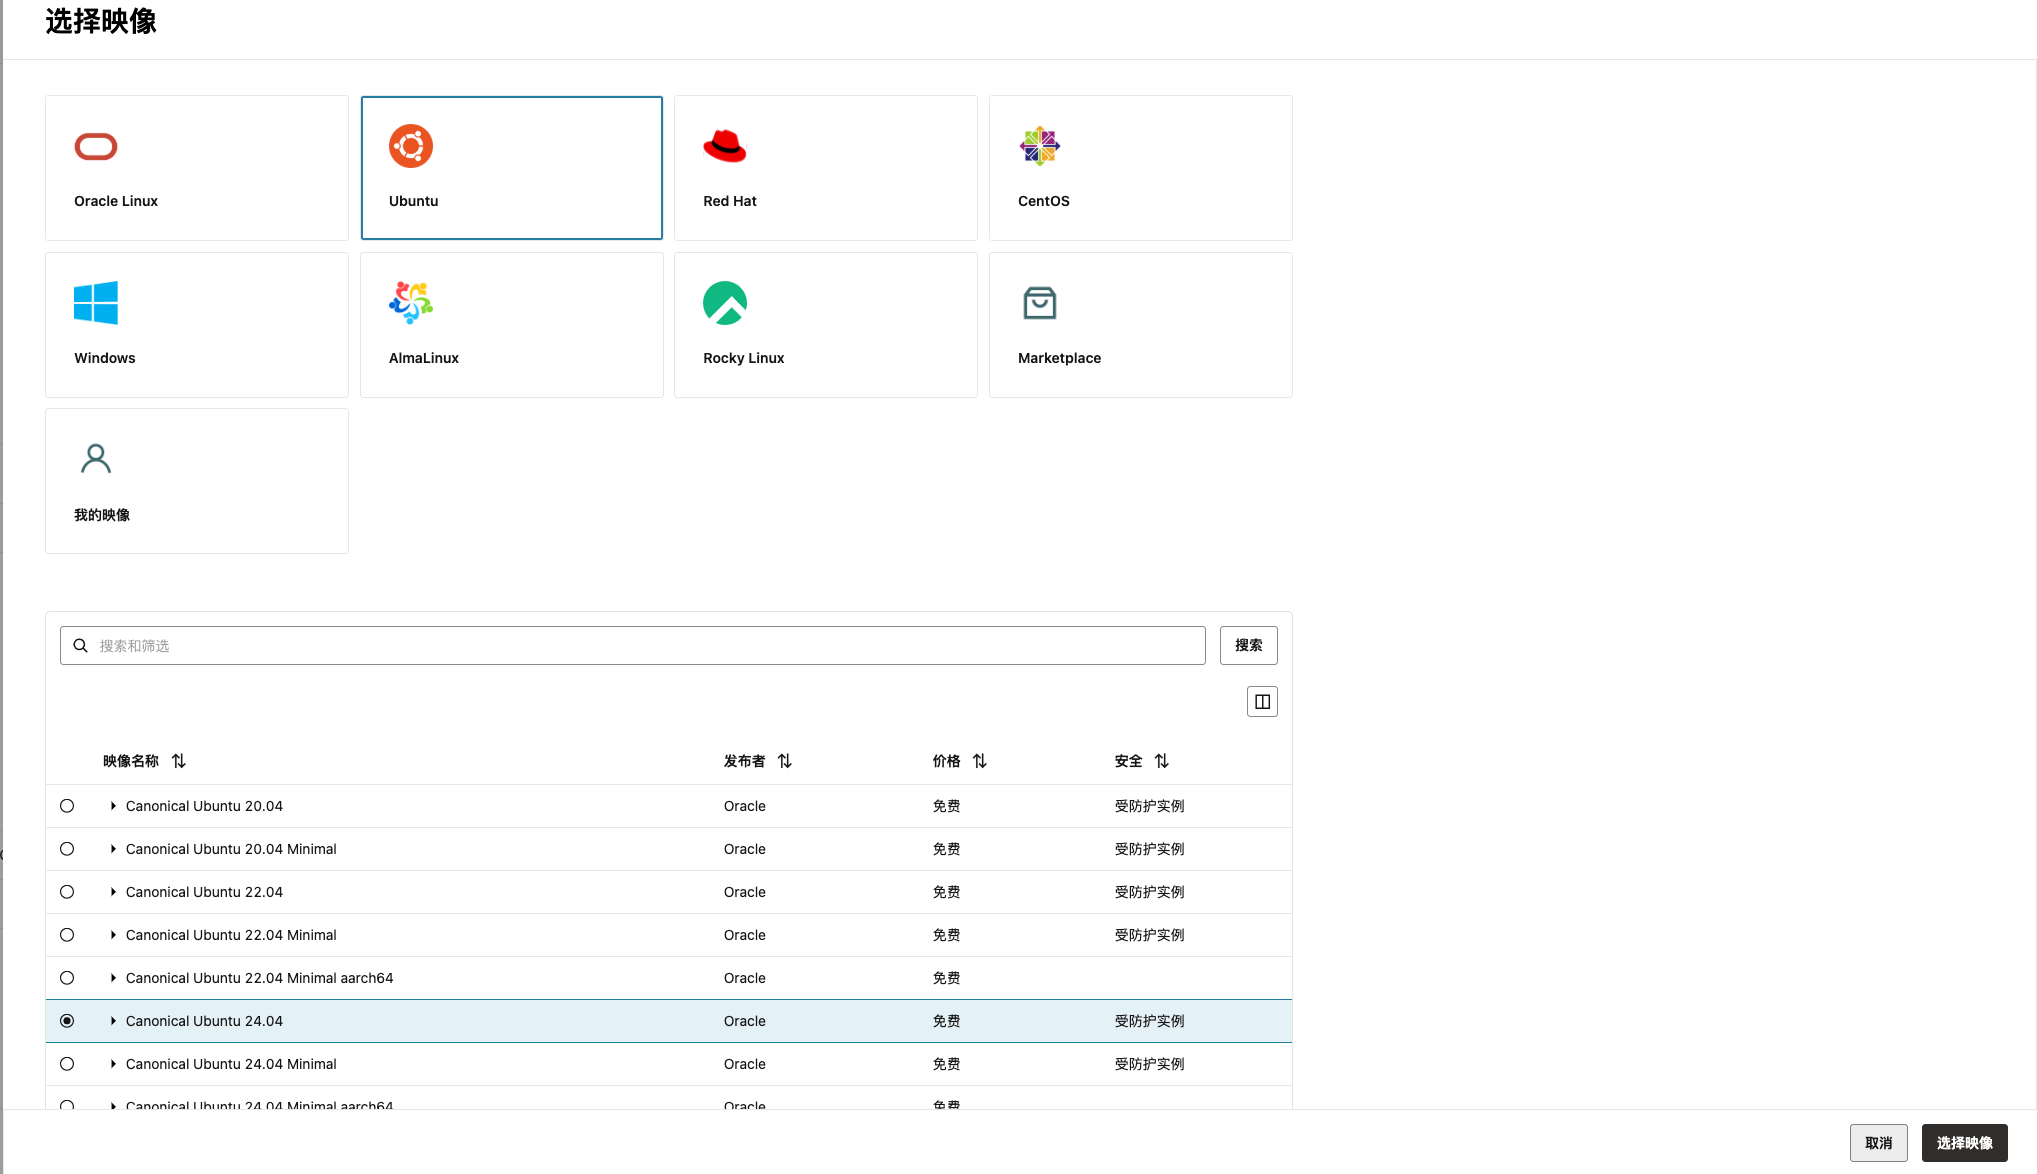 选择映像
Oracle Linux
Ubuntu
Red Hat
CentOS
Windows
AlmaLinux
Rocky Linux
Marketplace
我的映像
搜索和筛选
搜索
映像名称 发布者 价格 安全
Canonical Ubuntu 20.04 Oracle 免费 受防护实例
Canonical Ubuntu 20.04 Minimal Oracle 免费 受防护实例
Canonical Ubuntu 22.04 Oracle 免费 受防护实例
Canonical Ubuntu 22.04 Minimal Oracle 免费 受防护实例
Canonical Ubuntu 22.04 Minimal aarch64 Oracle 免费
Canonical Ubuntu 24.04 Oracle 免费 受防护实例
Canonical Ubuntu 24.04 Minimal Oracle 免费 受防护实例
Canonical Ubuntu 24.04 Minimal aarch64 Oracle 免费
取消
选择映像